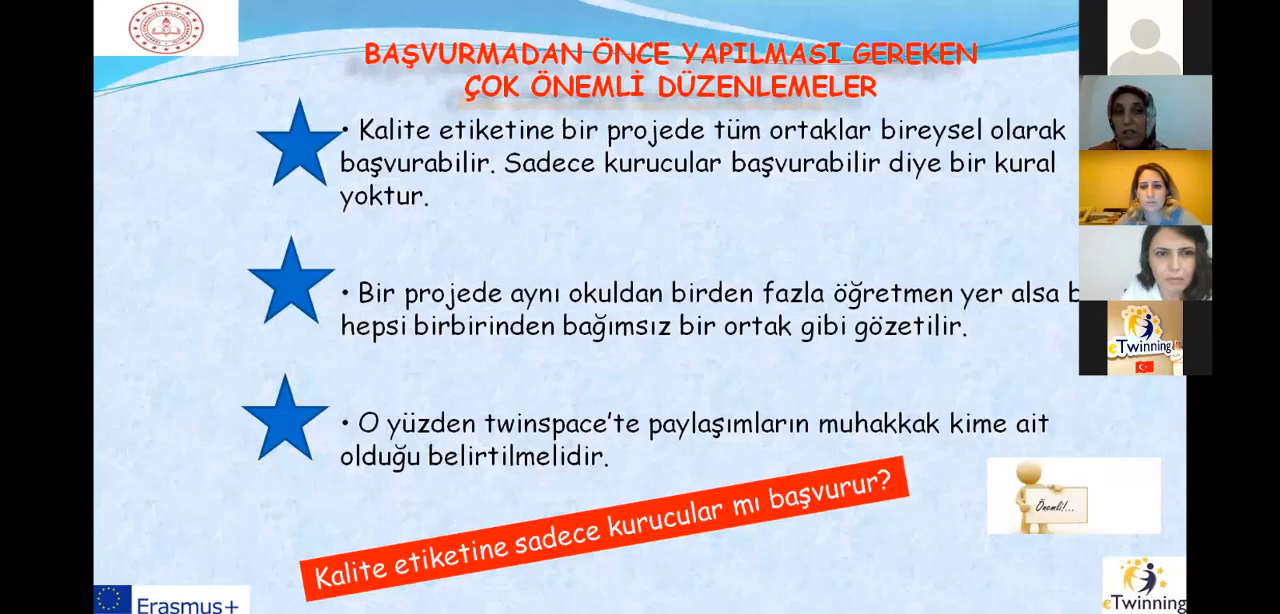 BAŞVURMADAN ÖNCE YAPILMASI GEREKEN
ÇOK ÖNEMLİ DÜZENLEMELER
• Kalite etiketine bir projede tüm ortaklar bireysel olarak
başvurabilir. Sadece kurucular başvurabilir diye bir kural
yoktur.
• Bir projede aynı okuldan birden fazla öğretmen yer alsa
hepsi birbirinden bağımsız bir ortak gibi gözetilir.
• O yüzden twinspace'te paylaşımların muhakkak kime ait
olduğu belirtilmelidir.
Kalite etiketine sadece kurucular mı başvurur?
Önemli!...
Erasmus+
eTwinning
eTwinning